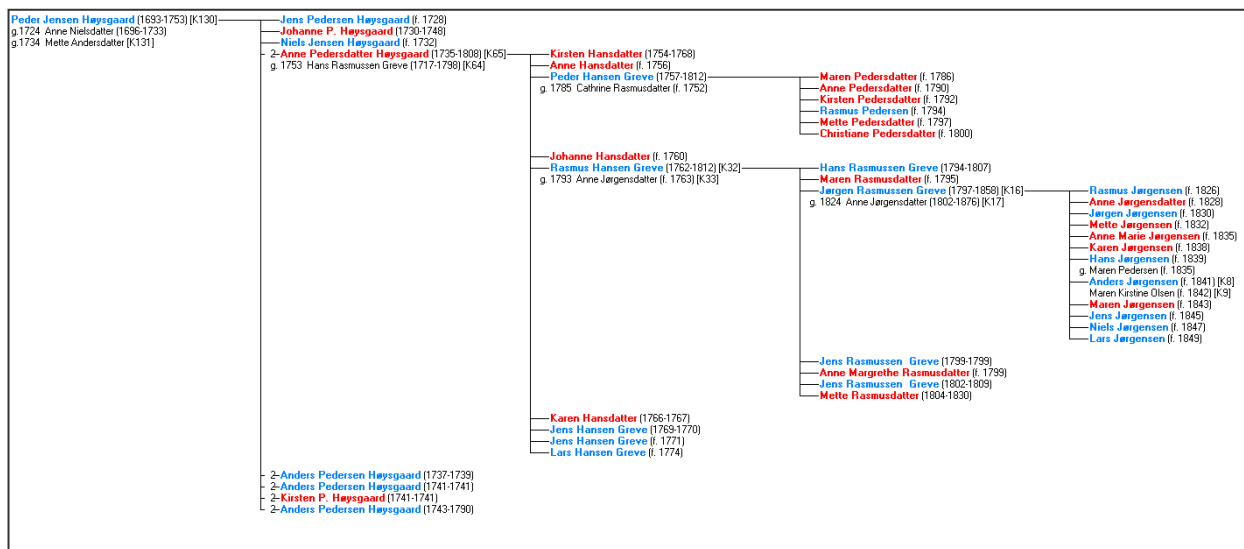 Peder Jensen Høysgaard (1693-1753) [K130]
g.1724 Anne Nielsdatter (1696-1733)
g.1734 Mette Andersdatter [K131]
Jens Pedersen Høysgaard (f. 1728)
Johanne P. Høysgaard (1730-1748)
Niels Jensen Høysgaard (f. 1732)
2 Anne Pedersdatter Høysgaard (1735-1808) [K65]
g. 1753 Hans Rasmussen Greve (1717-1798) [K64]
Kirsten Hansdatter (1754-1768)
Anne Hansdatter (f. 1756)
Peder Hansen Greve (1757-1812)
g. 1785 Cathrine Rasmusdatter (f. 1752)
Maren Pedersdatter (f. 1786)
Anne Pedersdatter (f. 1790)
Kirsten Pedersdatter (f. 1792)
Rasmus Pedersen (f. 1794)
Mette Pedersdatter (f. 1797)
Christiane Pedersdatter (f. 1800)
Johanne Hansdatter (f. 1760)
Rasmus Hansen Greve (1762-1812) [K32]
g. 1793 Anne Jørgensdatter (f. 1763) [K33]
Hans Rasmussen Greve (1794-1807)
Maren Rasmusdatter (f. 1795)
Jørgen Rasmussen Greve (1797-1858) [K16]
g. 1824 Anne Jørgensdatter (1802-1876) [K17]
Rasmus Jørgensen (f. 1826)
Anne Jørgensdatter (f. 1828)
Jørgen Jørgensen (f. 1830)
Mette Jørgensen (f. 1832)
Anne Marie Jørgensen (f. 1835)
Karen Jørgensen (f. 1838)
Hans Jørgensen (f. 1839)
g. Maren Pedersen (f. 1835)
Anders Jørgensen (f. 1841) [K8]
Maren Kirstine Olsen (f. 1842) [K9]
Maren Jørgensen (f. 1843)
Jens Jørgensen (f. 1845)
Niels Jørgensen (f. 1847)
Lars Jørgensen (f. 1849)
Jens Rasmussen Greve (1799-1799)
Anne Margrethe Rasmusdatter (f. 1799)
Jens Rasmussen Greve (1802-1809)
Mette Rasmusdatter (1804-1830)
Karen Hansdatter (1766-1767)
Jens Hansen Greve (1769-1770)
Jens Hansen Greve (f. 1771)
Lars Hansen Greve (f. 1774)
2 Anders Pedersen Høysgaard (1737-1739)
2 Anders Pedersen Høysgaard (1741-1741)
2 Kirsten P. Høysgaard (1741-1741)
2 Anders Pedersen Høysgaard (1743-1790)